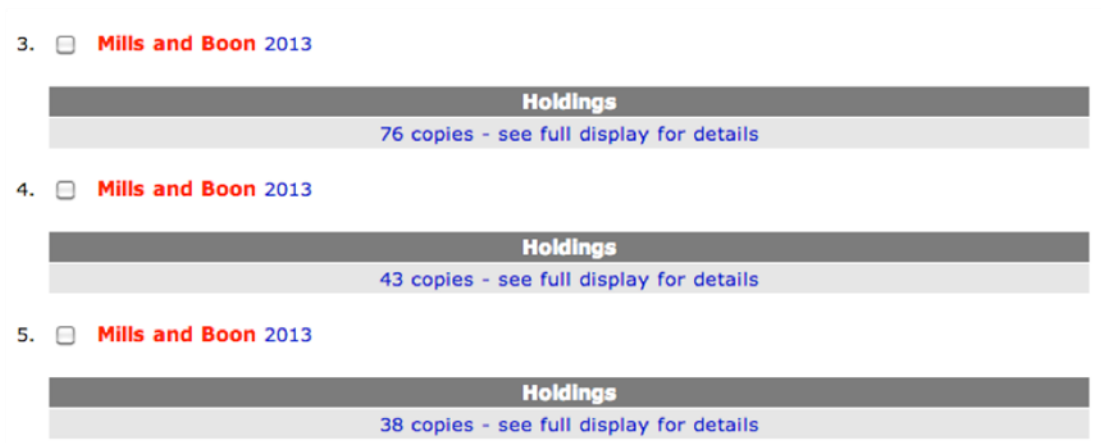 3. Mills and Boon 2013
Holdings
76 copies - see full display for details
4. Mills and Boon 2013
Holdings
43 copies - see full display for details
5. Mills and Boon 2013
Holdings
38 copies - see full display for details